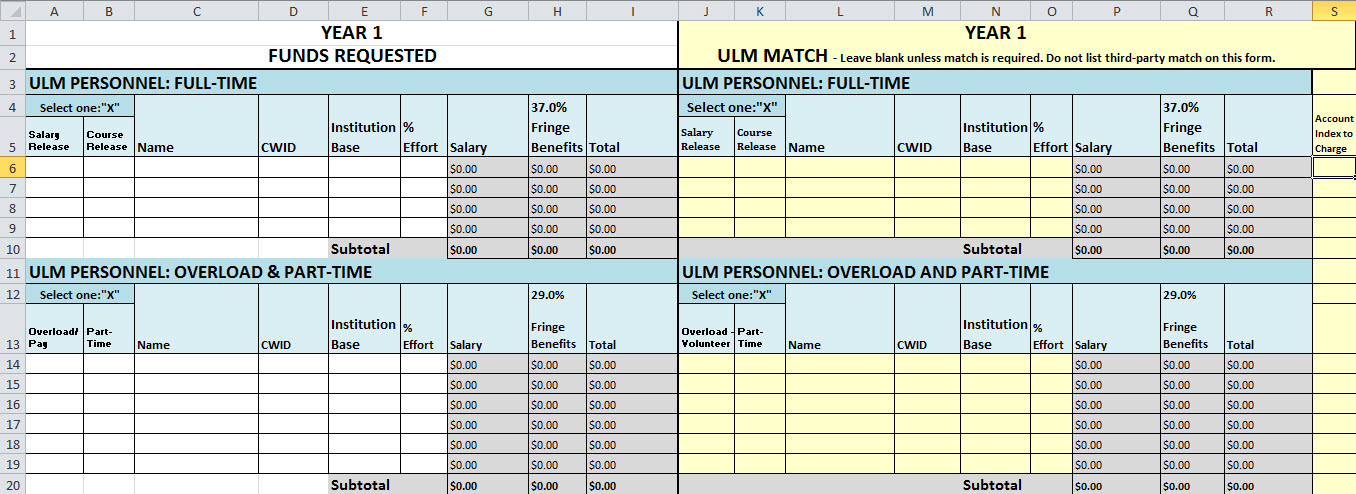 A B C D E F G H I J K L M N O P Q R S
1 YEAR 1 YEAR 1
2 FUNDS REQUESTED ULM MATCH - Leave blank unless match is required. Do not list third-party match on this form.
3 ULM PERSONNEL: FULL-TIME ULM PERSONNEL: FULL-TIME
4 Select one:"X" 37.0% Select one:"X" 37.0%
Salary Course Institution % Fringe Salary Course Institution % Fringe Account Index to
5 Release Release Name CWID Base Effort Salary Benefits Total Release Release Name CWID Base Effort Salary Benefits Total Charge
6 $0.00 $0.00 $0.00 $0.00 $0.00 $0.00
7 $0.00 $0.00 $0.00 $0.00 $0.00 $0.00
8 $0.00 $0.00 $0.00 $0.00 $0.00 $0.00
9 $0.00 $0.00 $0.00 $0.00 $0.00 $0.00
10 Subtotal $0.00 $0.00 $0.00 Subtotal $0.00 $0.00 $0.00
11 ULM PERSONNEL: OVERLOAD & PART-TIME ULM PERSONNEL: OVERLOAD AND PART-TIME
12 Select one:"X" 29.0% Select one:"X" 29.0%
Overload/ Part- Institution % Fringe Overload - Part- Institution % Fringe
13 Pay Time Name CWID Base Effort Salary Benefits Total Volunteer Time Name CWID Base Effort Salary Benefits Total
14 $0.00 $0.00 $0.00 $0.00 $0.00 $0.00
15 $0.00 $0.00 $0.00 $0.00 $0.00 $0.00
16 $0.00 $0.00 $0.00 $0.00 $0.00 $0.00
17 $0.00 $0.00 $0.00 $0.00 $0.00 $0.00
18 $0.00 $0.00 $0.00 $0.00 $0.00 $0.00
19 $0.00 $0.00 $0.00 $0.00 $0.00 $0.00
20 Subtotal $0.00 $0.00 $0.00 Subtotal $0.00 $0.00 $0.00